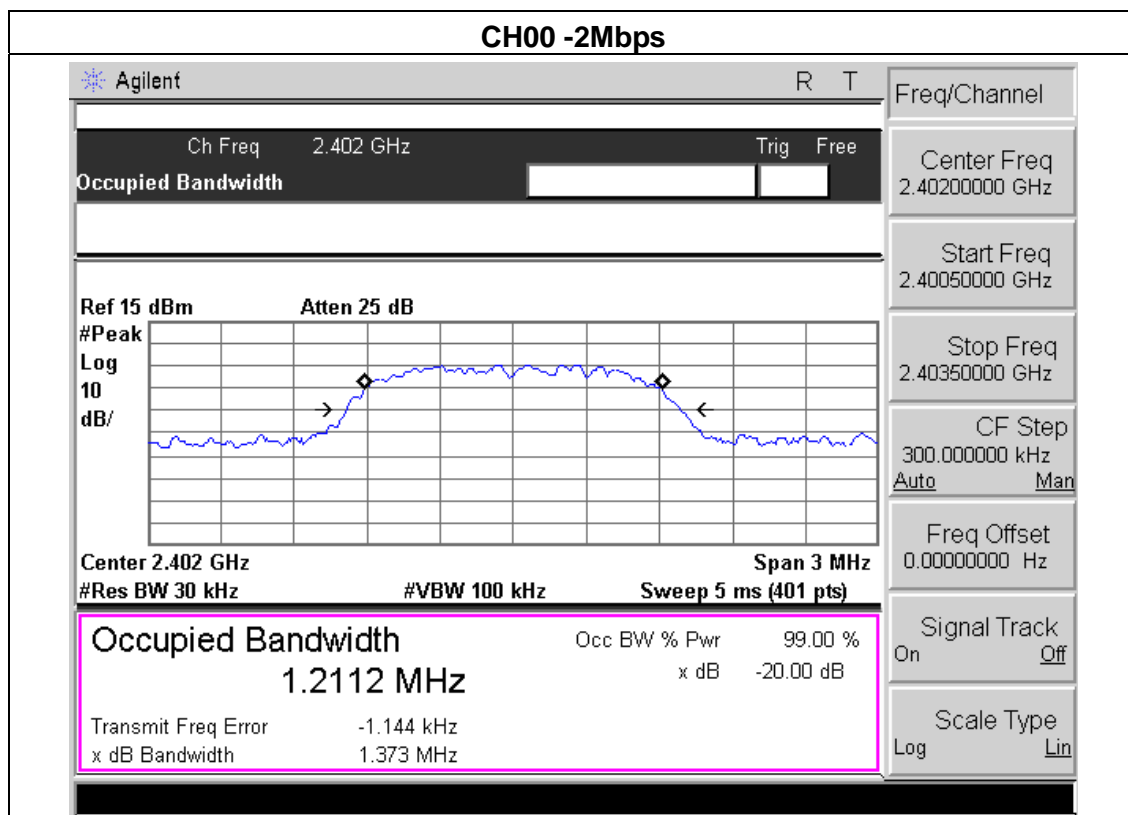 CH00 -2Mbps
Agilent R T
Freq/Channel
Ch Freq 2.402 GHz Trig Free
Occupied Bandwidth
Center Freq
2.40200000 GHz
Start Freq
2.40050000 GHz
Stop Freq
2.40350000 GHz
CF Step
300.000000 kHz
Auto Man
Freq Offset
0.00000000 Hz
Signal Track
On Off
Scale Type
Log Lin
Ref 15 dBm Atten 25 dB
#Peak
Log
10
dB/
Center 2.402 GHz Span 3 MHz
#Res BW 30 kHz #VBW 100 kHz Sweep 5 ms (401 pts)
Occupied Bandwidth Occ BW % Pwr 99.00 %
1.2112 MHz x dB -20.00 dB
Transmit Freq Error -1.144 kHz
x dB Bandwidth 1.373 MHz